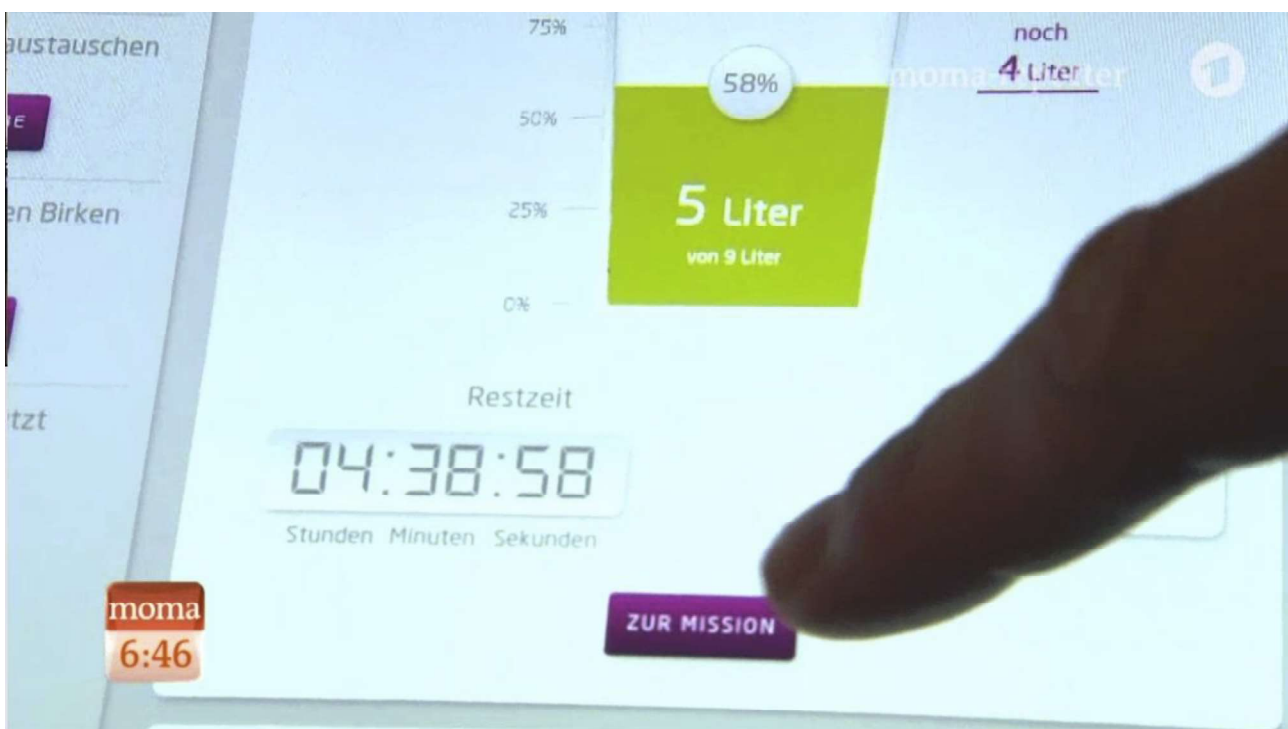 austauschen
en Birken
tzt
75%
50%
25%
0%
58%
5 Liter
von 9 Liter
noch
4 Liter
Restzeit
04:38:58
Stunden Minuten Sekunden
ZUR MISSION
moma
6:46
1